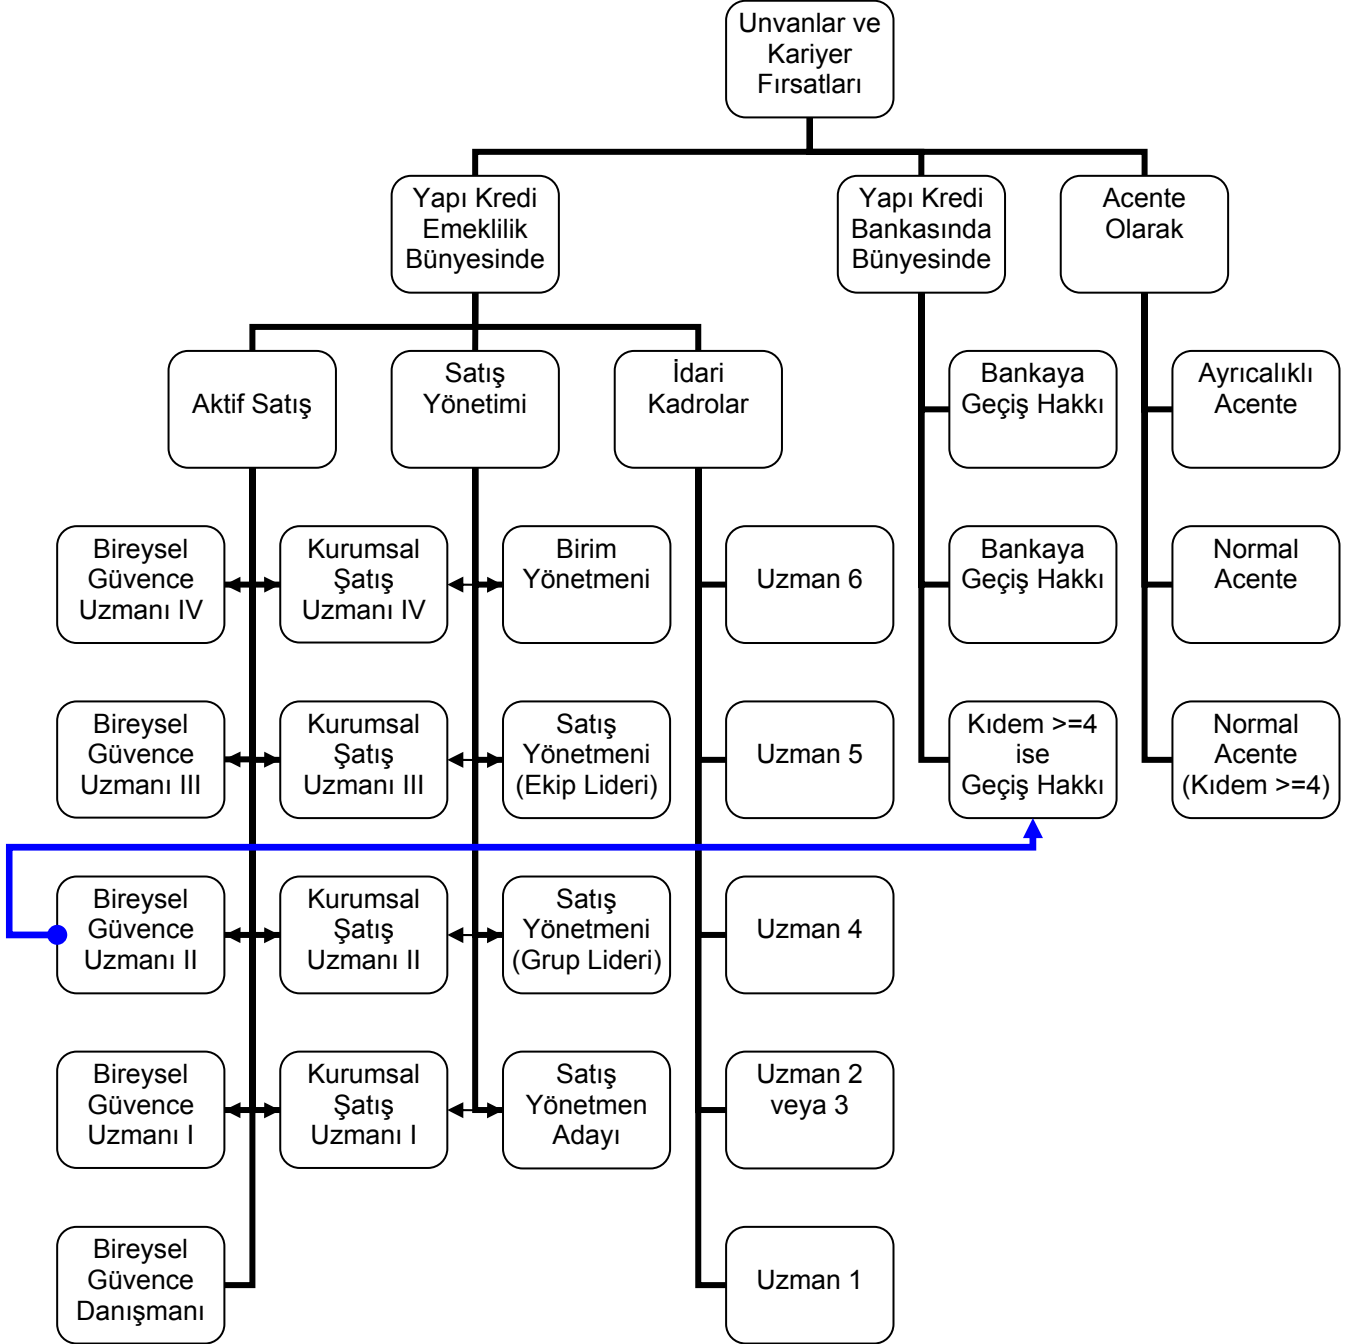 Unvanlar ve
Kariyer
Fırsatları
Yapı Kredi
Emeklilik
Bünyesinde
Yapı Kredi
Bankasında
Bünyesinde
Acente
Olarak
Aktif Satış
Satış
Yönetimi
İdari
Kadrolar
Bankaya
Geçiş Hakkı
Ayrıcalıklı
Acente
Bireysel
Güvence
Uzmanı IV
Kurumsal
Şatış
Uzmanı IV
Birim
Yönetmeni
Uzman 6
Bankaya
Geçiş Hakkı
Normal
Acente
Bireysel
Güvence
Uzmanı III
Kurumsal
Şatış
Uzmanı III
Satış
Yönetmeni
(Ekip Lideri)
Uzman 5
Kıdem >=4
ise
Geçiş Hakkı
Normal
Acente
(Kıdem >=4)
Bireysel
Güvence
Uzmanı II
Kurumsal
Şatış
Uzmanı II
Satış
Yönetmeni
(Grup Lideri)
Uzman 4
Bireysel
Güvence
Uzmanı I
Kurumsal
Şatış
Uzmanı I
Satış
Yönetmen
Adayı
Uzman 2
veya 3
Bireysel
Güvence
Danışmanı
Uzman 1